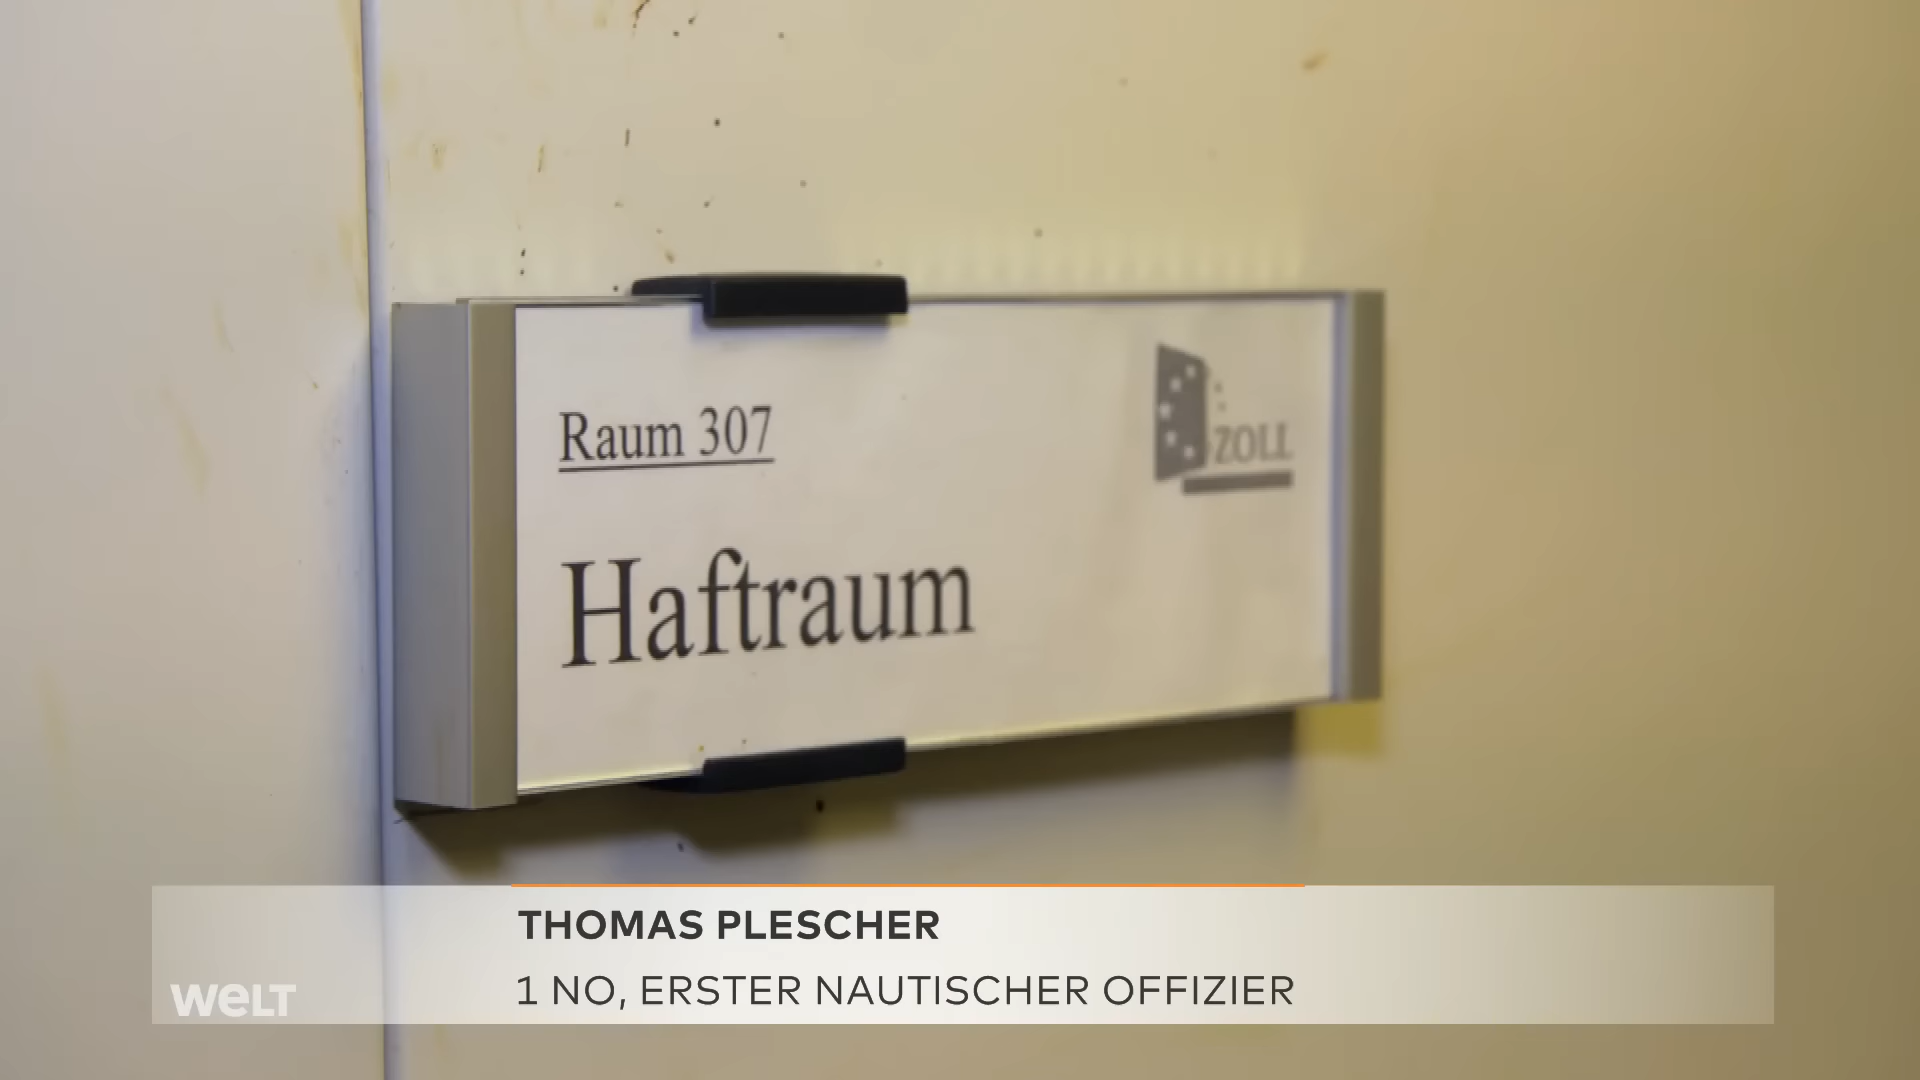 Raum 307
ZOLL
Haftraum
THOMAS PLESCHER
1 NO, ERSTER NAUTISCHER OFFIZIER
WELT